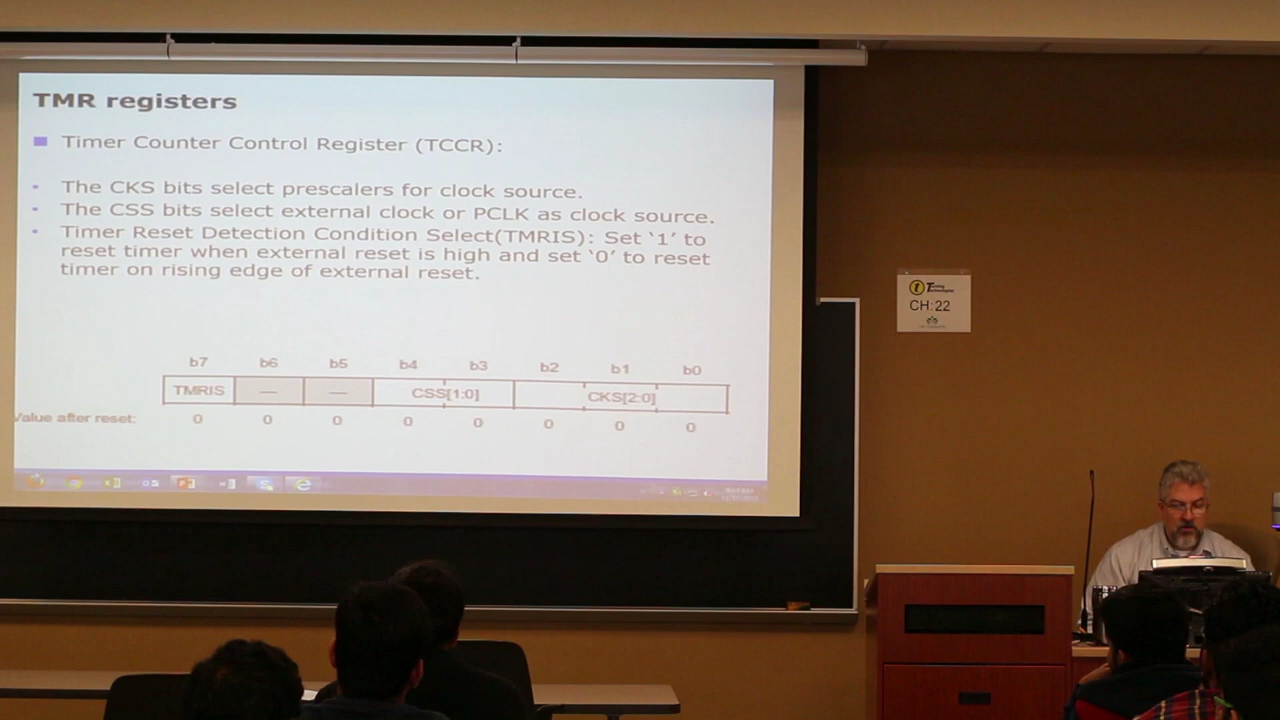 TMR registers
Timer Counter Control Register (TCCR):
The CKS bits select prescalers for clock source.
The CSS bits select external clock or PCLK as clock source.
Timer Reset Detection Condition Select(TMRIS): Set ‘1’ to
reset timer when external reset is high and set ‘0’ to reset
timer on rising edge of external reset.
b7 b6 b5 b4 b3 b2 b1 b0
TMRIS — — CSS[1:0] CKS[2:0]
Value after reset: 0 0 0 0 0 0 0 0
Turning
Technologies
CH: 22